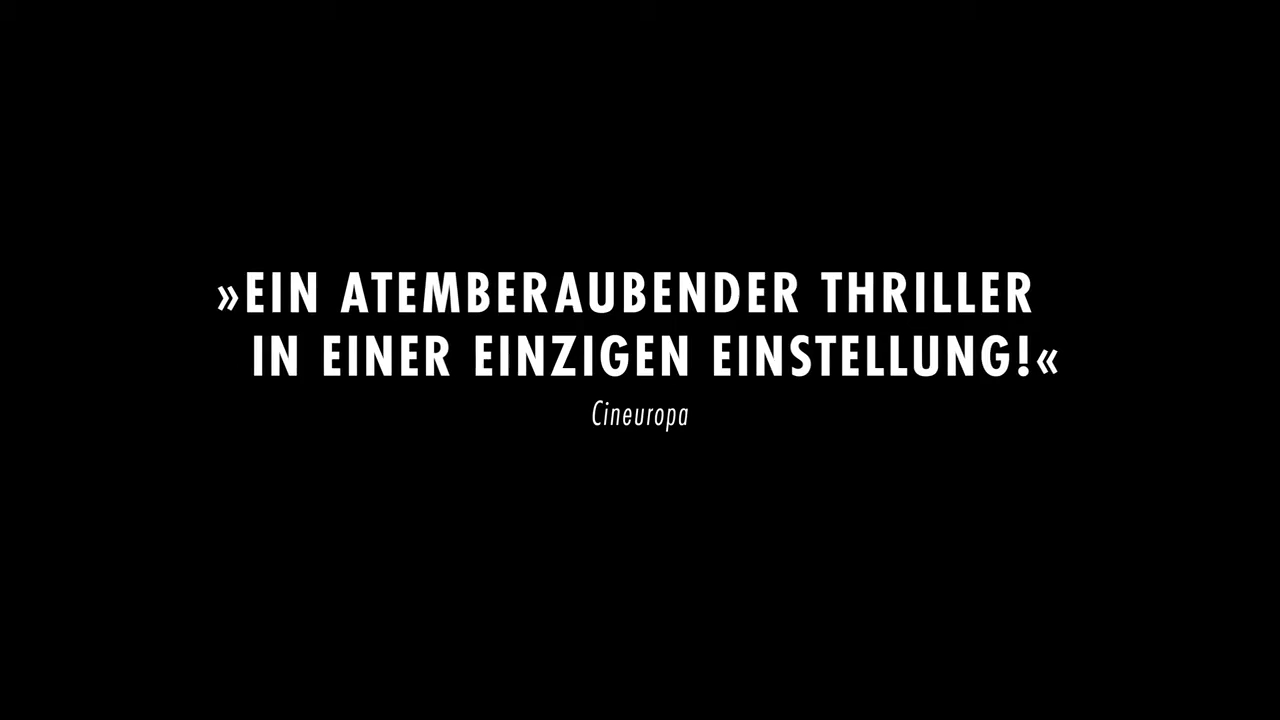 »EIN ATEMBERAUBENDER THRILLER
IN EINER EINZIGEN EINSTELLUNG!«
Cineuropa